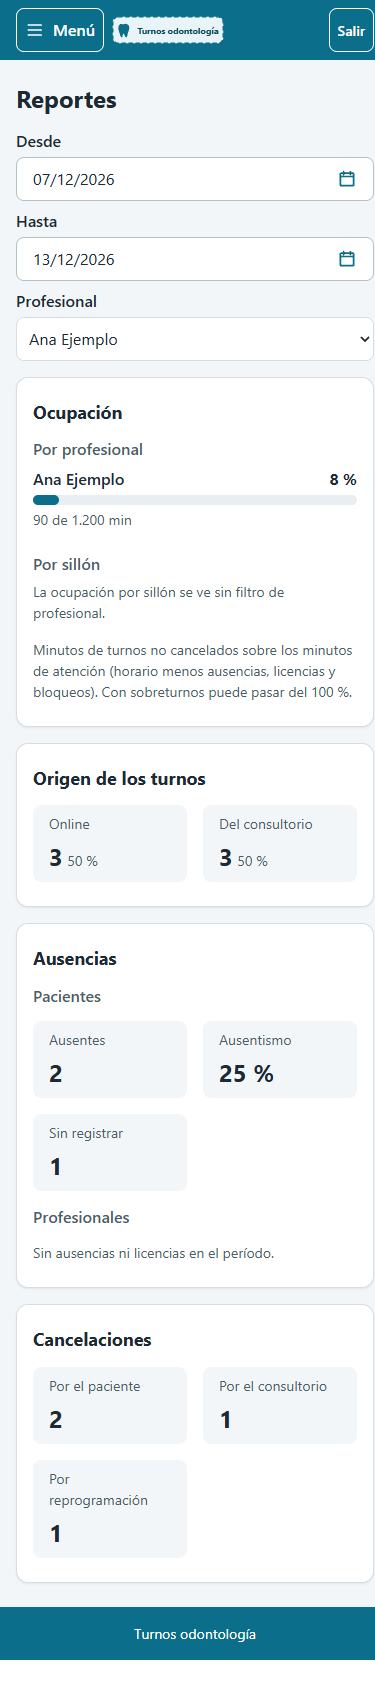 Menú
Turnos odontología
Salir
Reportes
Desde
07/12/2026
Hasta
13/12/2026
Profesional
Ana Ejemplo
Ocupación
Por profesional
Ana Ejemplo 8 %
90 de 1.200 min
Por sillón
La ocupación por sillón se ve sin filtro de
profesional.
Minutos de turnos no cancelados sobre los minutos
de atención (horario menos ausencias, licencias y
bloqueos). Con sobreturnos puede pasar del 100 %.
Origen de los turnos
Online
3 50 %
Del consultorio
3 50 %
Ausencias
Pacientes
Ausentes
2
Ausentismo
25 %
Sin registrar
1
Profesionales
Sin ausencias ni licencias en el período.
Cancelaciones
Por el paciente
2
Por el consultorio
1
Por
reprogramación
1
Turnos odontología